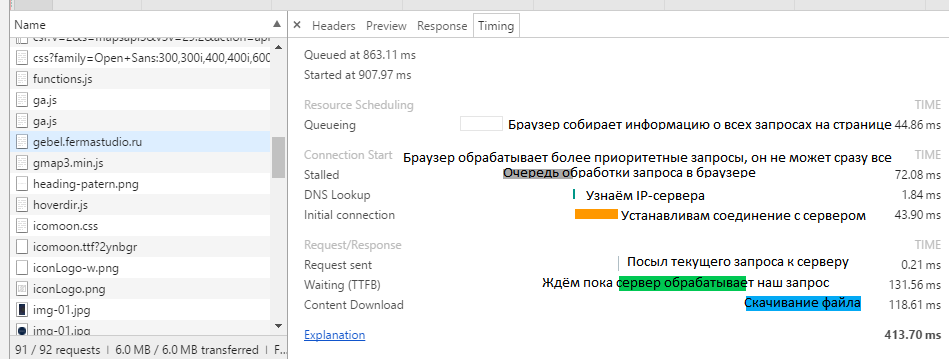 Name
Headers Preview Response Timing
csi?v=2&s=mapsapi3&v3v=25.2&action=api
css?family=Open+Sans:300,300i,400,400i,600
functions.js
ga.js
ga.js
gebel.fermastudio.ru
gmap3.min.js
heading-patern.png
hoverdir.js
icomoon.css
icomoon.ttf?2ynbgr
iconLogo-w.png
iconLogo.png
img-01.jpg
img-01.jpg
91 / 92 requests | 6.0 MB / 6.0 MB transferred | F...
Queued at 863.11 ms
Started at 907.97 ms
Resource Scheduling TIME
Queueing Браузер собирает информацию о всех запросах на странице 44.86 ms
Connection Start Браузер обрабатывает более приоритетные запросы, он не может сразу все TIME
Stalled Очередь обработки запроса в браузере 72.08 ms
DNS Lookup Узнаём IP-сервера 1.84 ms
Initial connection Устанавливам соединение с сервером 43.90 ms
Request/Response TIME
Request sent Посыл текущего запроса к серверу 0.21 ms
Waiting (TTFB) Ждём пока сервер обрабатывает наш запрос 131.56 ms
Content Download Скачивание файла 118.61 ms
Explanation 413.70 ms